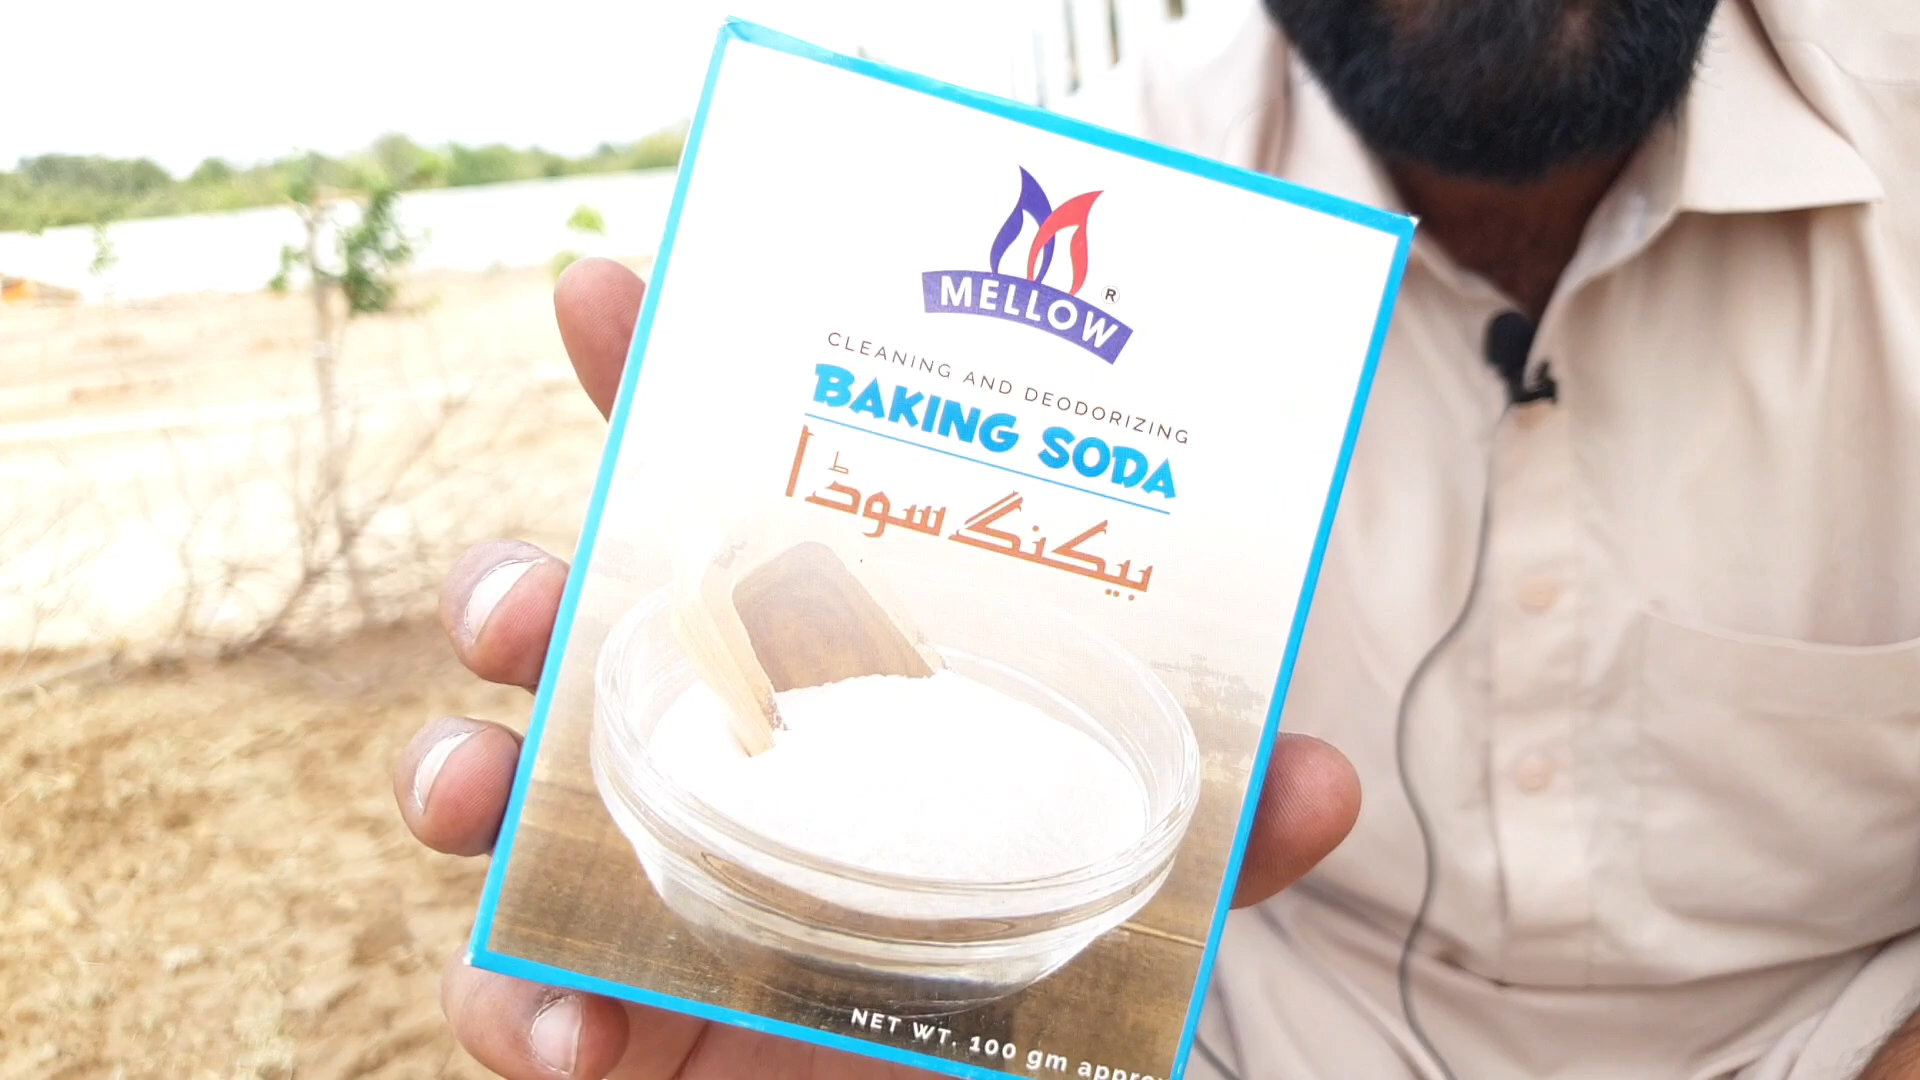 MELLOW ®
CLEANING AND DEODORIZING
BAKING SODA
بیکنگ سوڈا
NET WT. 100 gm